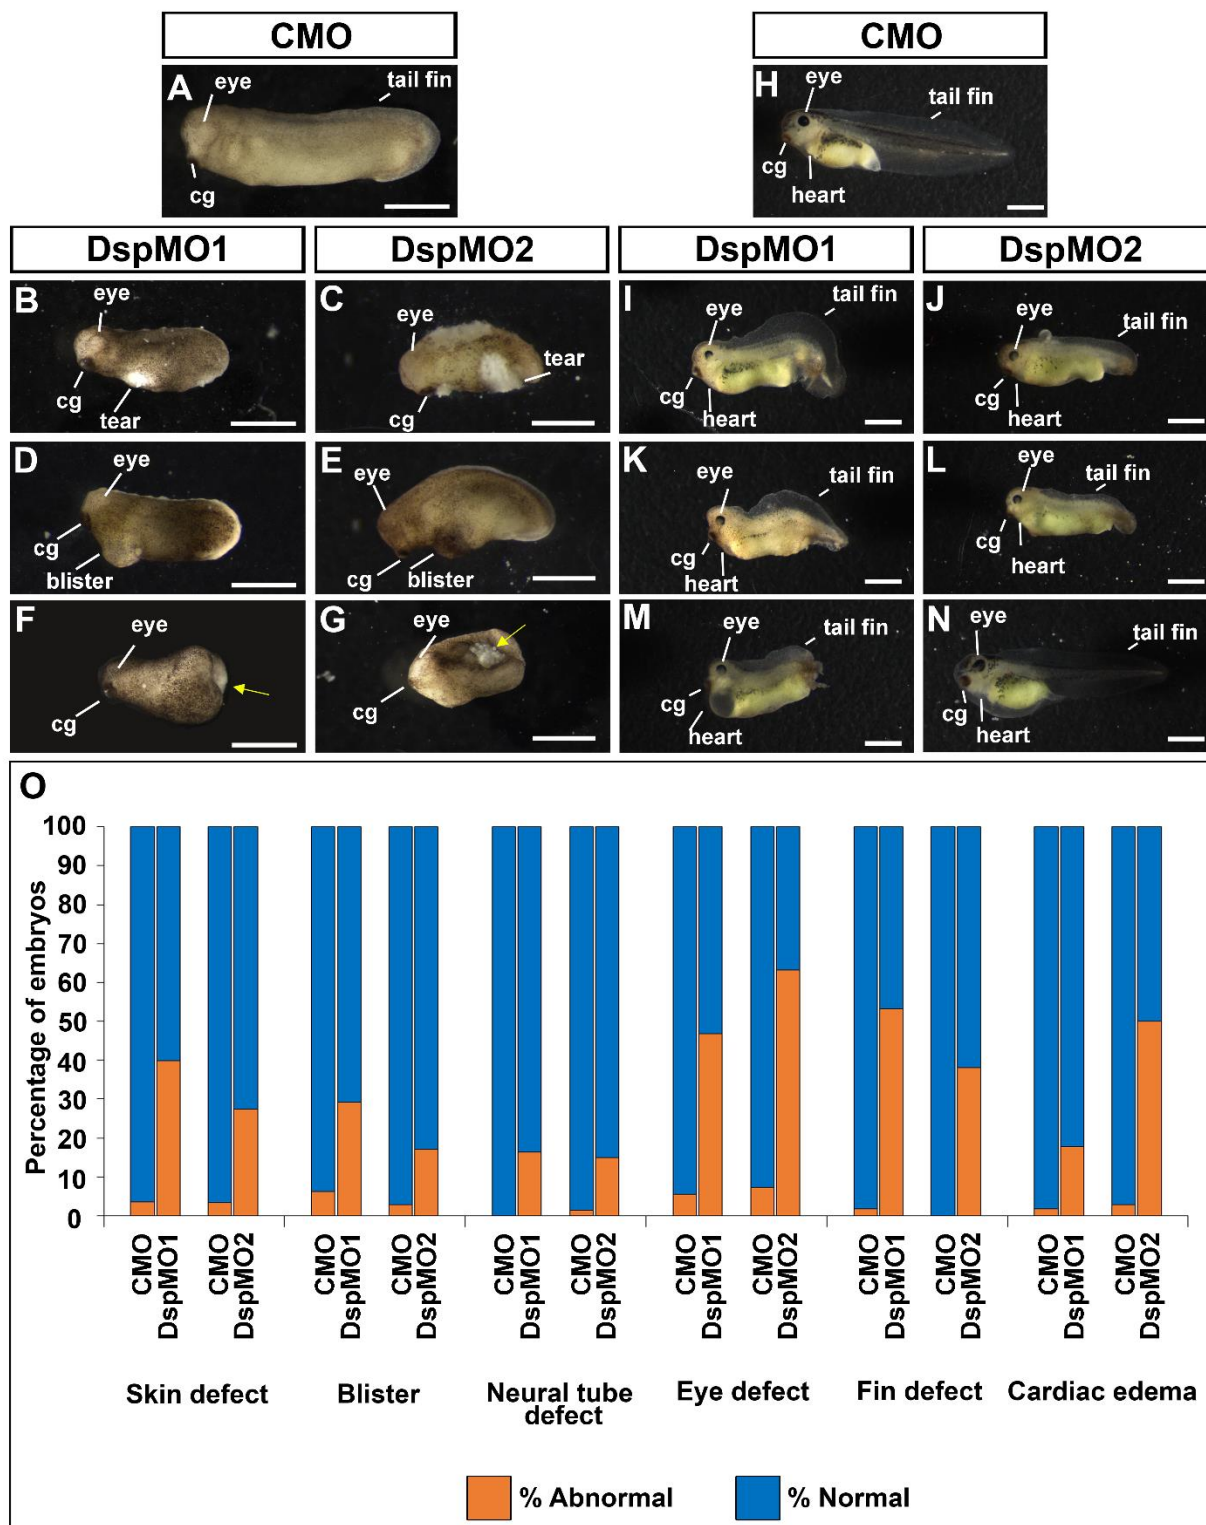 CMO
CMO
A
eye
tail fin
cg
H
eye
tail fin
cg
heart
DspMO1
DspMO2
DspMO1
DspMO2
B
eye
cg
tear
C
eye
tear
cg
I
eye
tail fin
cg
heart
J
eye
tail fin
cg
heart
D
eye
cg
blister
E
eye
cg
blister
K
eye
tail fin
cg
heart
L
eye
tail fin
cg
heart
F
eye
cg
G
eye
cg
M
eye
tail fin
cg
heart
N
eye
tail fin
cg
heart
O
Percentage of embryos
100
90
80
70
60
50
40
30
20
10
0
CMO
DspMO1
CMO
DspMO2
CMO
DspMO1
CMO
DspMO2
CMO
DspMO1
CMO
DspMO2
CMO
DspMO1
CMO
DspMO2
CMO
DspMO1
CMO
DspMO2
CMO
DspMO1
CMO
DspMO2
Skin defect
Blister
Neural tube
defect
Eye defect
Fin defect
Cardiac edema
% Abnormal
% Normal